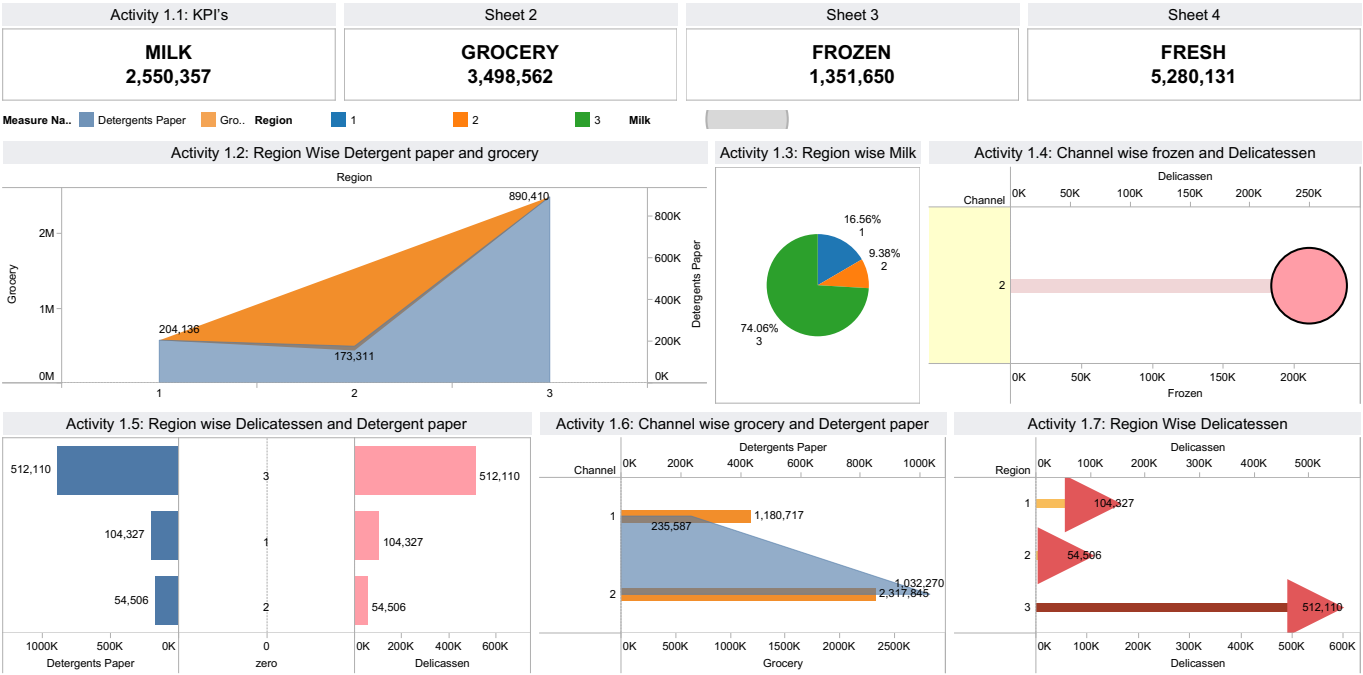 Activity 1.1: KPI's
Sheet 2
Sheet 3
Sheet 4
MILK
2,550,357
GROCERY
3,498,562
FROZEN
1,351,650
FRESH
5,280,131
Measure Na.. Detergents Paper Gro.. Region 1 2 3 Milk
Activity 1.2: Region Wise Detergent paper and grocery
Region
890,410
2M
1M
0M
Grocery
204,136
173,311
800K
600K
400K
200K
0K
Detergents Paper
1 2 3
Activity 1.3: Region wise Milk
16.56%
1
9.38%
2
74.06%
3
Activity 1.4: Channel wise frozen and Delicatessen
Delicassen
Channel
0K 50K 100K 150K 200K 250K
2
0K 50K 100K 150K 200K
Frozen
Activity 1.5: Region wise Delicatessen and Detergent paper
512,110 3 512,110
104,327 1 104,327
54,506 2 54,506
1000K 500K 0K 0 0K 200K 400K 600K
Detergents Paper zero Delicassen
Activity 1.6: Channel wise grocery and Detergent paper
Detergents Paper
Channel
0K 200K 400K 600K 800K 1000K
1
1,180,717
235,587
1,032,270
2
2,317,845
0K 500K 1000K 1500K 2000K 2500K
Grocery
Activity 1.7: Region Wise Delicatessen
Delicassen
Region
0K 100K 200K 300K 400K 500K
1 104,327
2 54,506
3 512,110
0K 100K 200K 300K 400K 500K 600K
Delicassen